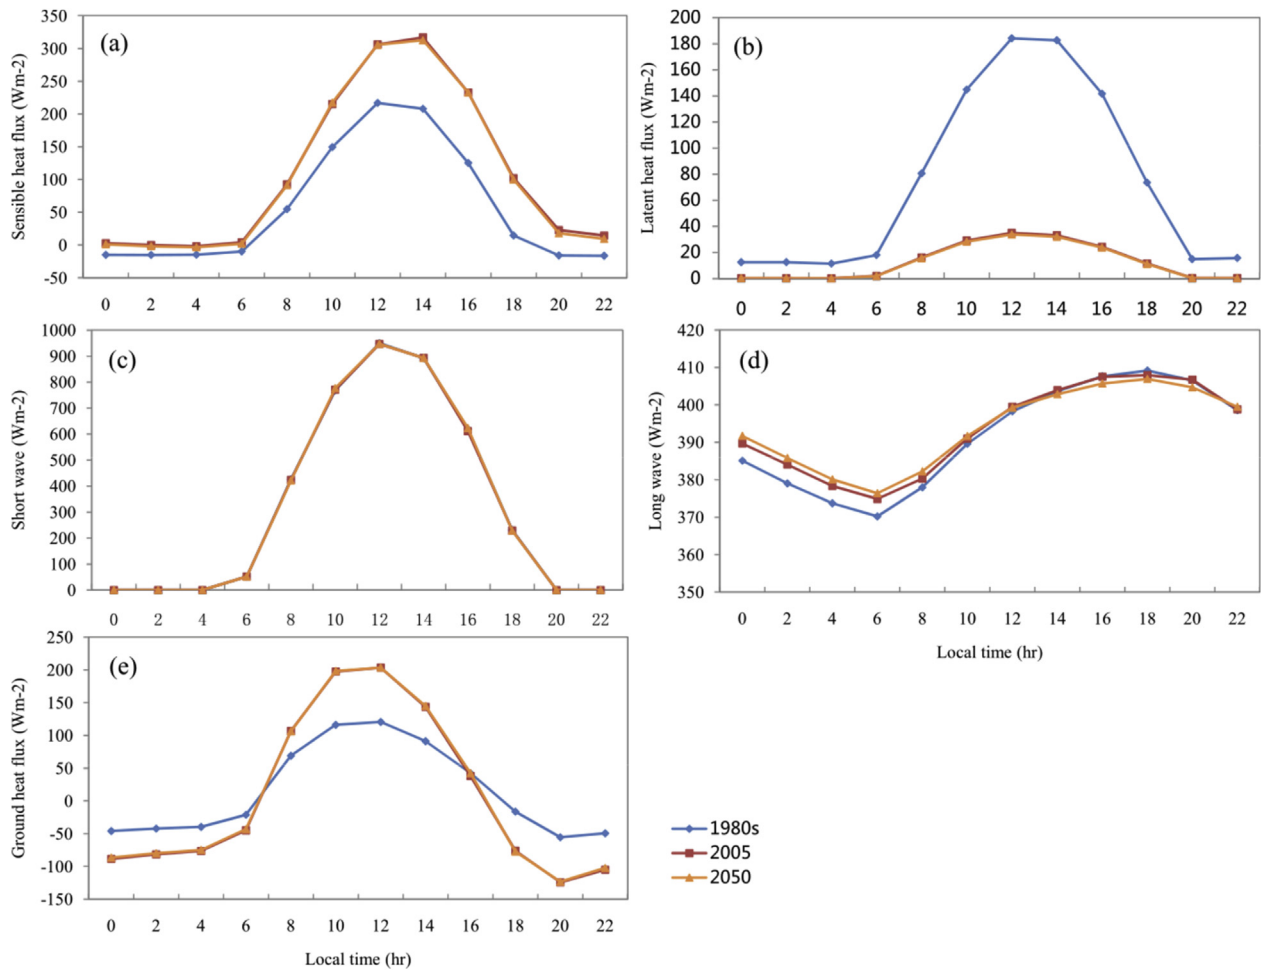 (a)
Sensible heat flux (Wm-2)
350
300
250
200
150
100
50
0
-50
0 2 4 6 8 10 12 14 16 18 20 22
(b)
Latent heat flux (Wm-2)
200
180
160
140
120
100
80
60
40
20
0
0 2 4 6 8 10 12 14 16 18 20 22
(c)
Short wave (Wm-2)
1000
900
800
700
600
500
400
300
200
100
0
0 2 4 6 8 10 12 14 16 18 20 22
(d)
Long wave (Wm-2)
420
410
400
390
380
370
360
350
0 2 4 6 8 10 12 14 16 18 20 22
Local time (hr)
(e)
Ground heat flux (Wm-2)
250
200
150
100
50
0
-50
-100
-150
0 2 4 6 8 10 12 14 16 18 20 22
Local time (hr)
1980s
2005
2050